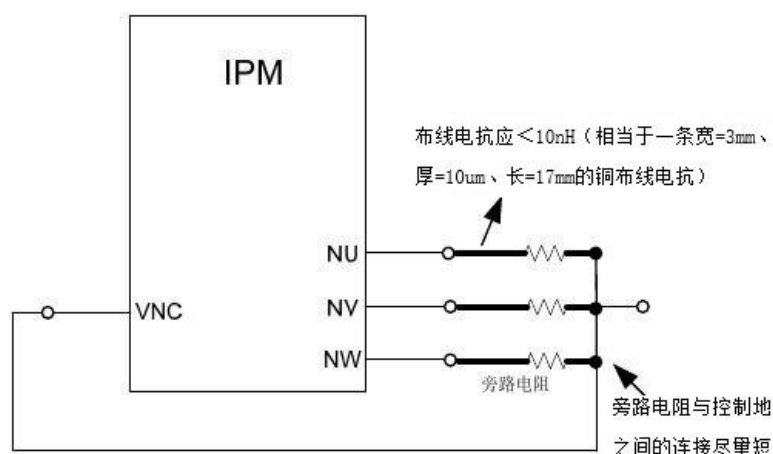 IPM
布线电抗应<10nH（相当于一条宽=3mm、
厚=10um、长=17mm的铜布线电抗）
NU
VNC
NV
NW
旁路电阻
旁路电阻与控制地
之间的连接尽量短